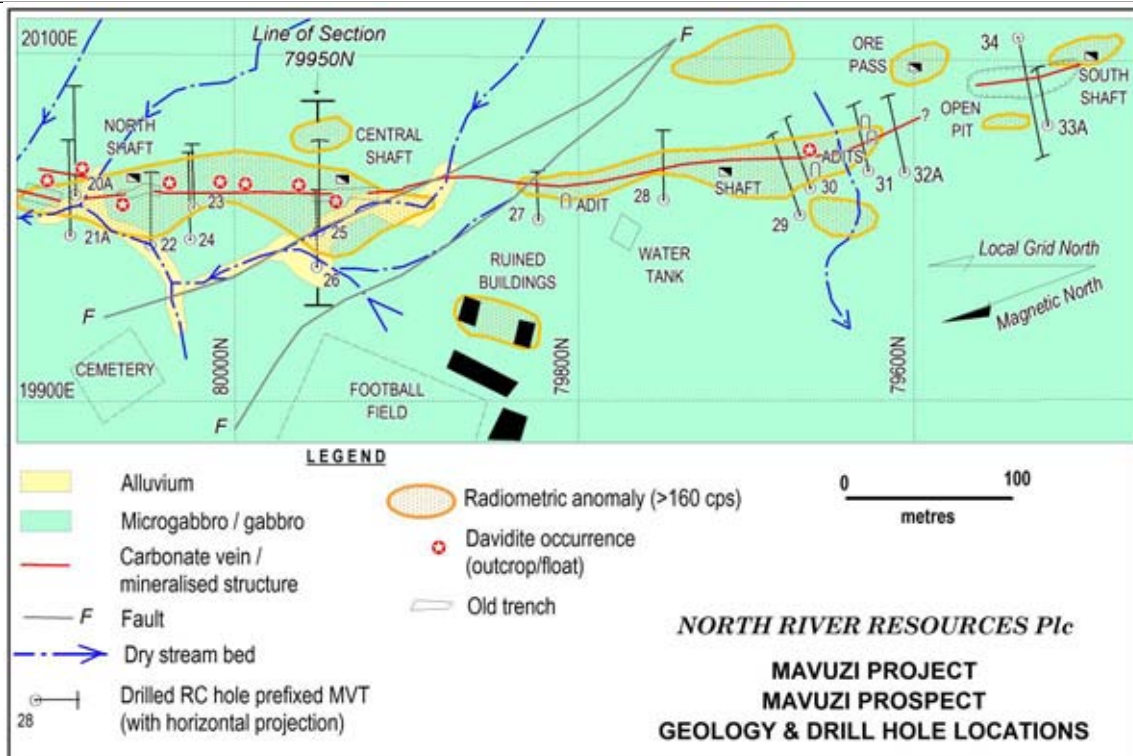 20100E
Line of Section
79950N
F
ORE
PASS
34
SOUTH
SHAFT
NORTH
SHAFT
CENTRAL
SHAFT
OPEN
PIT
33A
20A
23
28
SHAFT
ADITS
30
31
32A
?
21A
22
24
25
26
27
ADIT
29
WATER
TANK
RUINED
BUILDINGS
Local Grid North
Magnetic North
F
CEMETERY
19900E
80000N
FOOTBALL
FIELD
79800N
79600N
F
LEGEND
Alluvium
Microgabbro / gabbro
Carbonate vein /
mineralised structure
F Fault
Dry stream bed
28
Drilled RC hole prefixed MVT
(with horizontal projection)
Radiometric anomaly (>160 cps)
Davidite occurrence
(outcrop/float)
Old trench
0 100
metres
NORTH RIVER RESOURCES Plc
MAVUZI PROJECT
MAVUZI PROSPECT
GEOLOGY & DRILL HOLE LOCATIONS